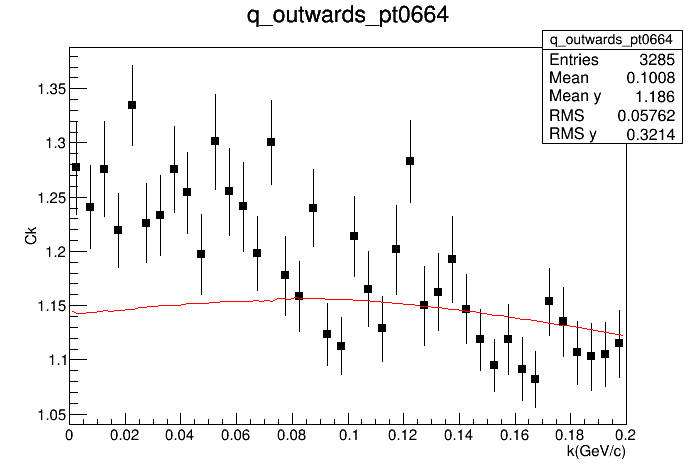 q_outwards_pt0664
q_outwards_pt0664
Entries 3285
Mean 0.1008
Mean y 1.186
RMS 0.05762
RMS y 0.3214
Ck
1.35
1.3
1.25
1.2
1.15
1.1
1.05
0 0.02 0.04 0.06 0.08 0.1 0.12 0.14 0.16 0.18 0.2
k(GeV/c)